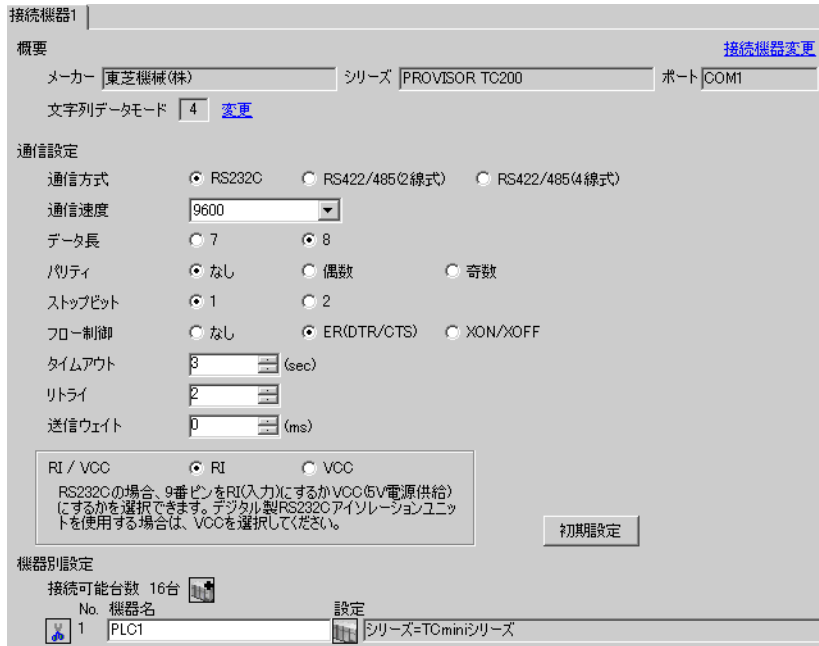 接続機器1
概要 接続機器変更
メーカー 東芝機械(株) シリーズ PROVISOR TC200 ポート COM1
文字列データモード 4 変更
通信設定
通信方式 RS232C RS422/485(2線式) RS422/485(4線式)
通信速度 9600
データ長 7 8
パリティ なし 偶数 奇数
ストップビット 1 2
フロー制御 なし ER(DTR/CTS) XON/XOFF
タイムアウト 3 (sec)
リトライ 2
送信ウェイト 0 (ms)
RI / VCC RI VCC
RS232Cの場合、9番ピンをRI(入力)にするかVCC(5V電源供給)
にするかを選択できます。デジタル製RS232Cアイソレーションユニッ
トを使用する場合は、VCCを選択してください。
初期設定
機器別設定
接続可能台数 16台
No. 機器名 設定
1 PLC1 シリーズ=TCminiシリーズ